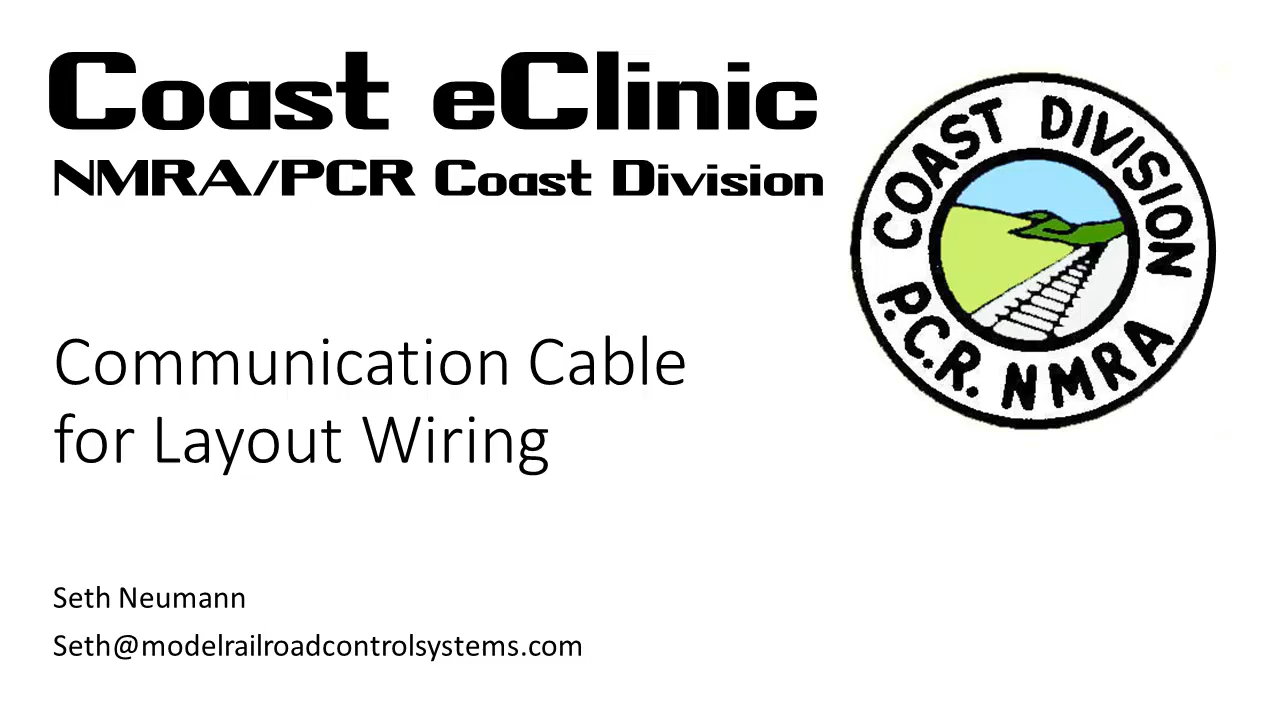 Coast eClinic
NMRA/PCR Coast Division
COAST DIVISION
P.C.R. NMRA
Communication Cable
for Layout Wiring
Seth Neumann
Seth@modelrailroadcontrolsystems.com